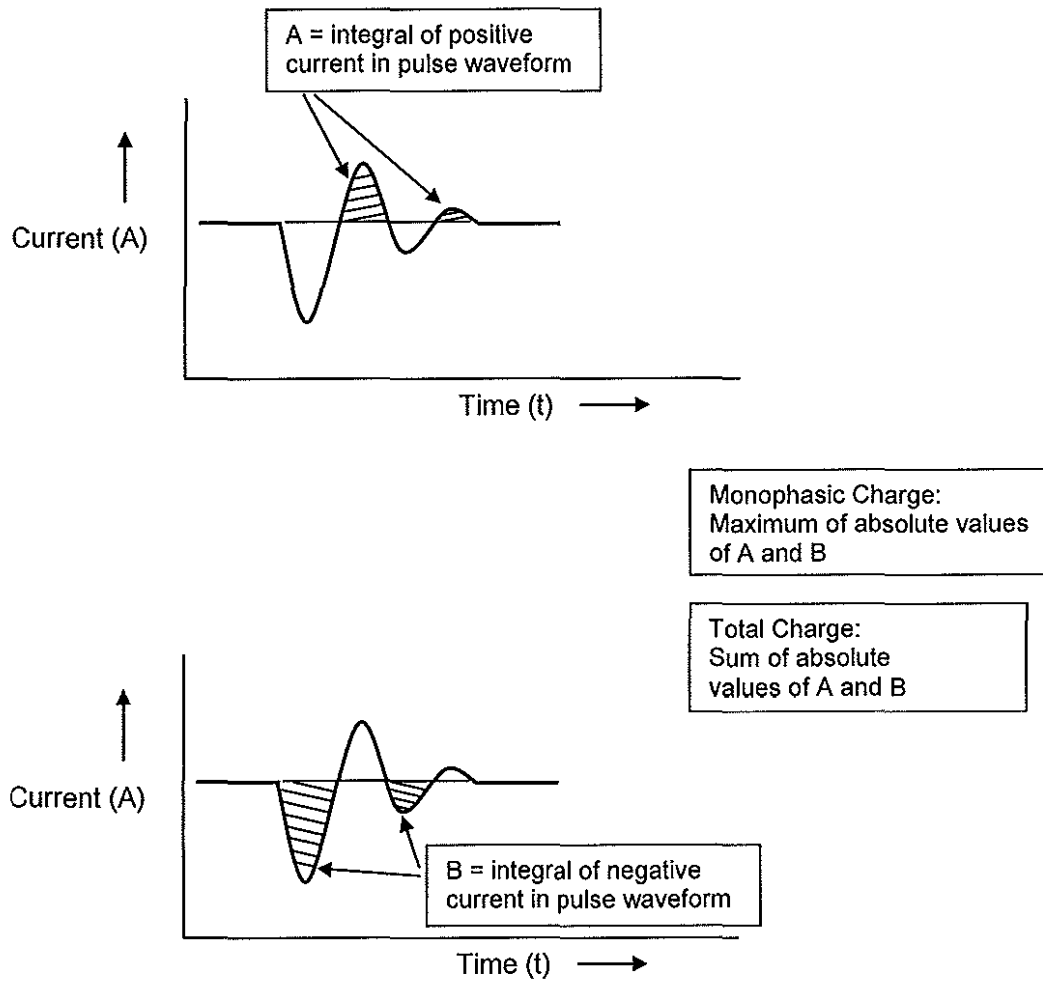 A = integral of positive
current in pulse waveform
Current (A)
Time (t)
Monophasic Charge:
Maximum of absolute values
of A and B
Total Charge:
Sum of absolute
values of A and B
Current (A)
B = integral of negative
current in pulse waveform
Time (t)